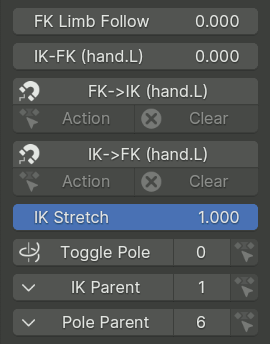 FK Limb Follow 0.000
IK-FK (hand.L) 0.000
FK->IK (hand.L)
Action Clear
IK->FK (hand.L)
Action Clear
IK Stretch 1.000
Toggle Pole 0
IK Parent 1
Pole Parent 6